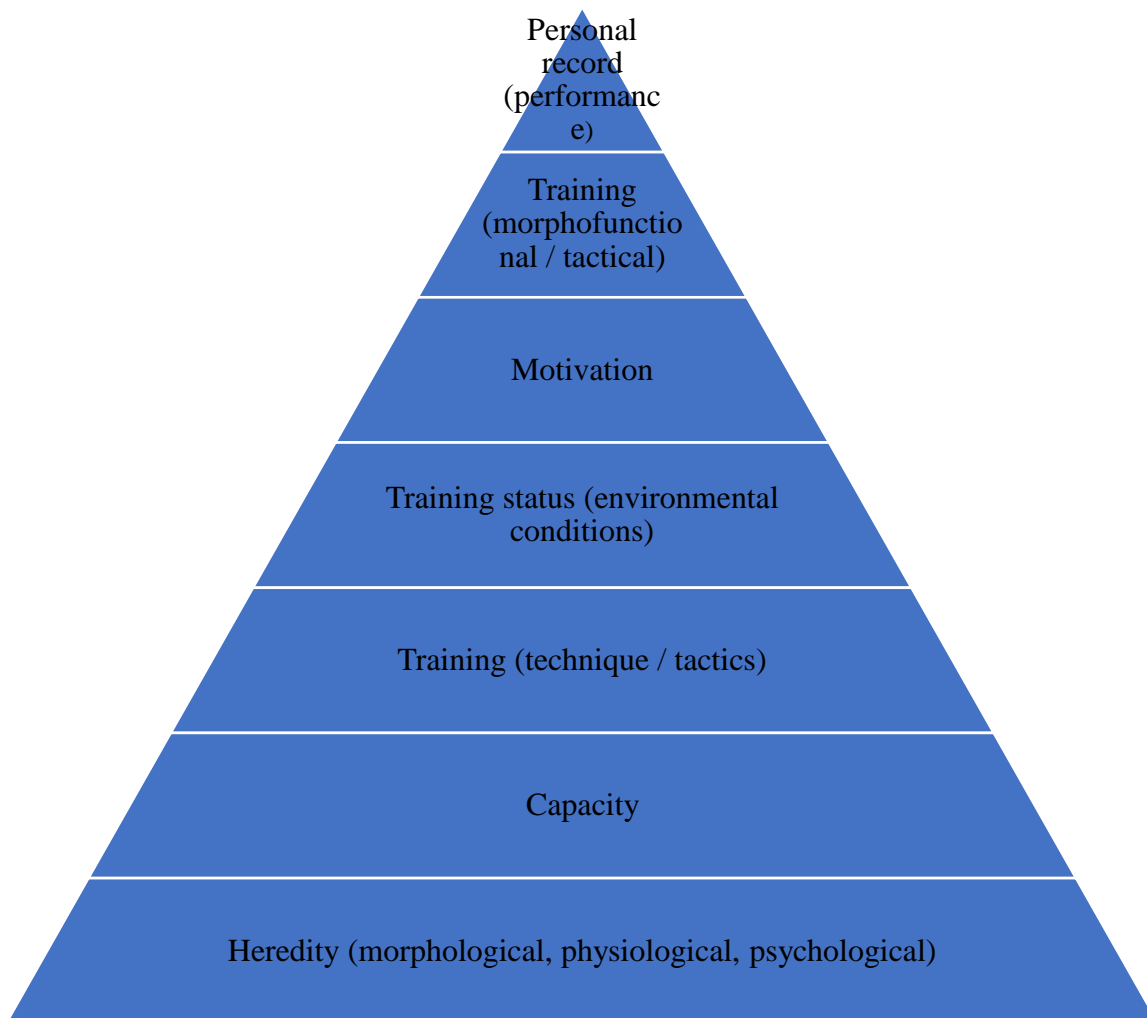 Personal
record
(performanc
e)
Training
(morphofunctio
nal / tactical)
Motivation
Training status (environmental
conditions)
Training (technique / tactics)
Capacity
Heredity (morphological, physiological, psychological)